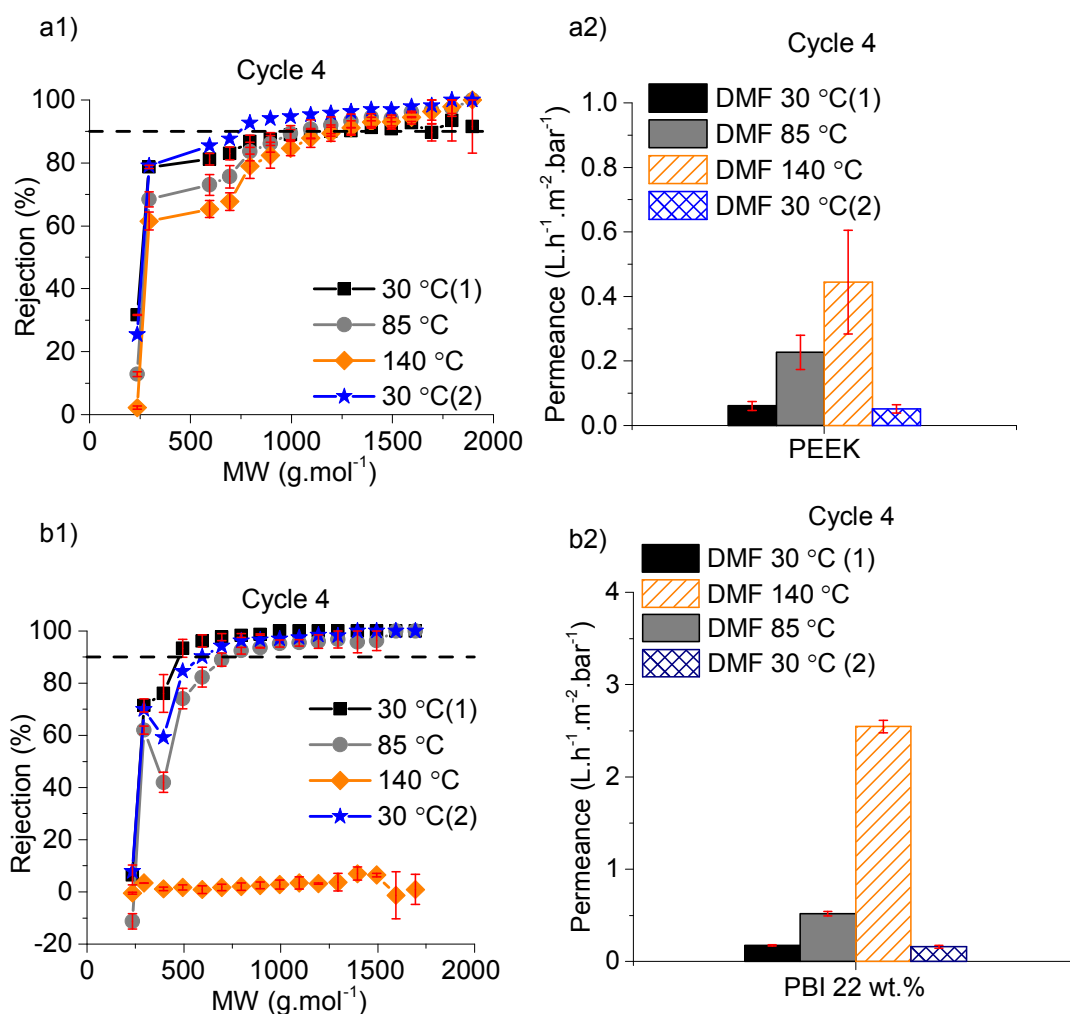 a1)
Cycle 4
Rejection (%)
100
80
60
40
20
0
30 °C(1)
85 °C
140 °C
30 °C(2)
0 500 1000 1500 2000
MW (g.mol⁻¹)
a2)
Cycle 4
DMF 30 °C(1)
DMF 85 °C
DMF 140 °C
DMF 30 °C(2)
Permeance (L.h⁻¹.m⁻².bar⁻¹)
1.0
0.8
0.6
0.4
0.2
0.0
PEEK
b1)
Cycle 4
Rejection (%)
100
80
60
40
20
0
-20
30 °C(1)
85 °C
140 °C
30 °C(2)
0 500 1000 1500 2000
MW (g.mol⁻¹)
b2)
Cycle 4
DMF 30 °C (1)
DMF 140 °C
DMF 85 °C
DMF 30 °C (2)
Permeance (L.h⁻¹.m⁻².bar⁻¹)
4
3
2
1
0
PBI 22 wt.%